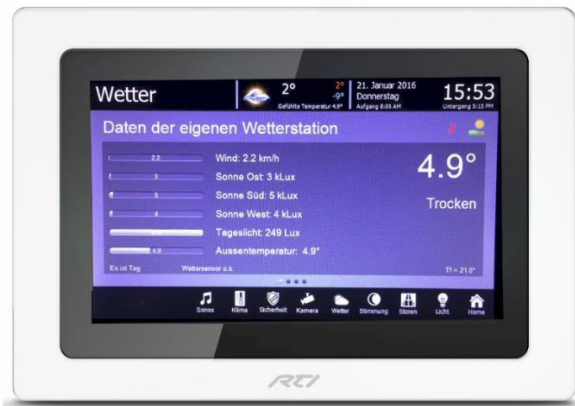 Wetter
2°
2°
-9°
Gefühlte Temperatur 4.9°
21. Januar 2016
Donnerstag
Aufgang 8:05 AM
15:53
Untergang 5:13 PM
Daten der eigenen Wetterstation
2.2 Wind: 2.2 km/h
3 Sonne Ost: 3 kLux
5 Sonne Süd: 5 kLux
4 Sonne West: 4 kLux
Tageslicht: 249 Lux
4.9 Aussentemperatur: 4.9°
4.9°
Trocken
Es ist Tag Wettersensor o.k. Tf = 21.0°
Sonos Klima Sicherheit Kamera Wetter Stimmung Storen Licht Home
RTI